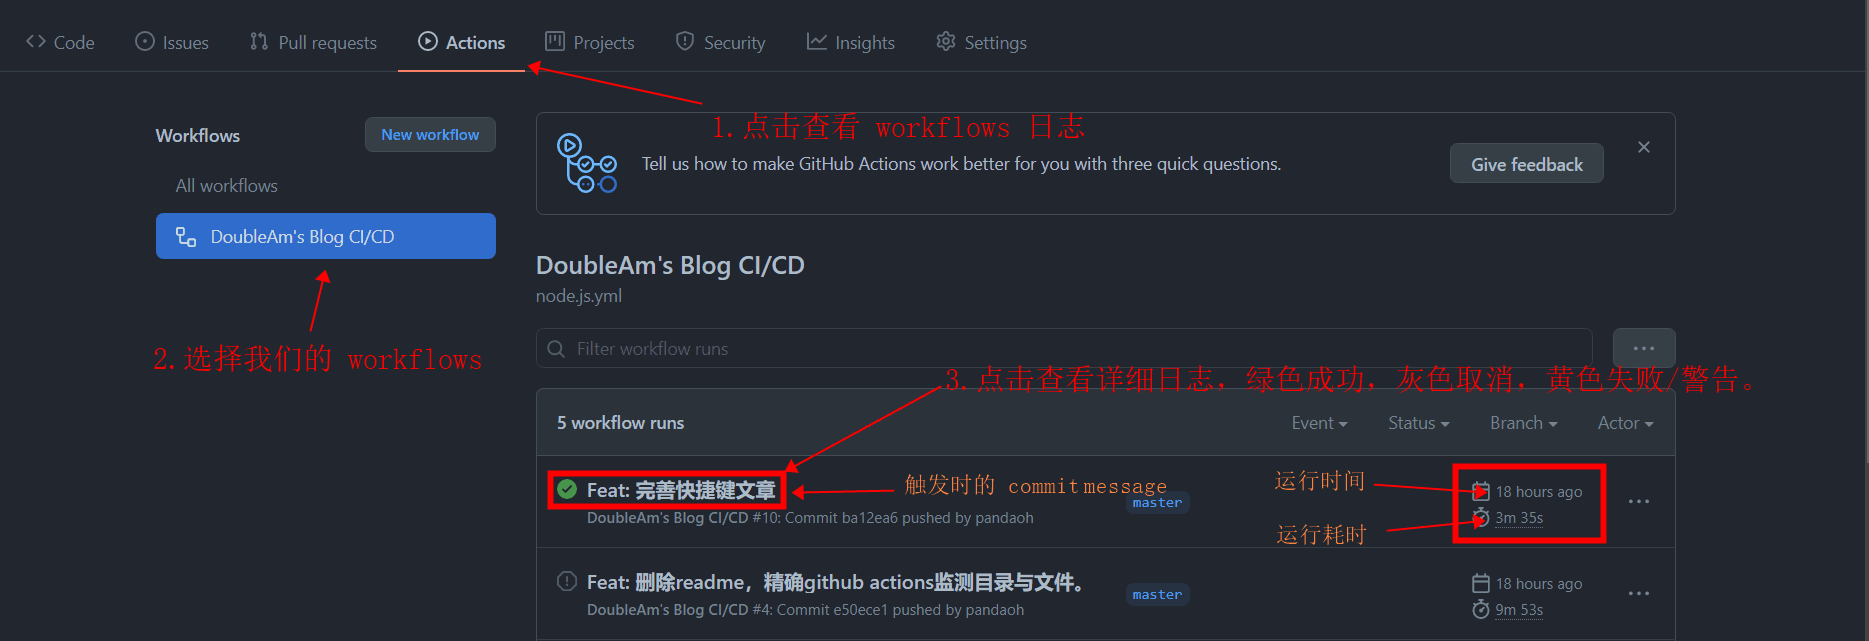 Code Issues Pull requests Actions Projects Security Insights Settings
1.点击查看 workflows 日志
Workflows
New workflow
Tell us how to make GitHub Actions work better for you with three quick questions.
Give feedback
All workflows
DoubleAm's Blog CI/CD
DoubleAm's Blog CI/CD
node.js.yml
2.选择我们的 workflows
Filter workflow runs
3.点击查看详细日志，绿色成功，灰色取消，黄色失败/警告。
5 workflow runs
Event Status Branch Actor
Feat: 完善快捷键文章
触发时的 commit message
master
运行时间
18 hours ago
DoubleAm's Blog CI/CD #10: Commit ba12ea6 pushed by pandaoh
运行耗时
3m 35s
Feat: 删除readme，精确github actions监测目录与文件。
master
18 hours ago
DoubleAm's Blog CI/CD #4: Commit e50ece1 pushed by pandaoh
9m 53s